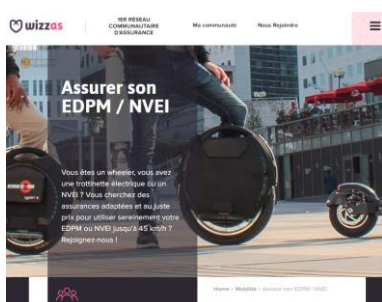 wizzas
1ER RÉSEAU
COMMUNAUTAIRE
D'ASSURANCE
Ma communauté
Nous Rejoindre
Assurer son
EDPM / NVEI
Vous êtes un wheeler, vous avez
une trottinette électrique ou un
NVEI ? Vous cherchez des
assurances adaptées et au juste
prix pour utiliser sereinement votre
EDPM ou NVEI jusqu'à 45 km/h ?
Rejoignez-nous !
Home > Mobilité > Assurer son EDPM / NVEI